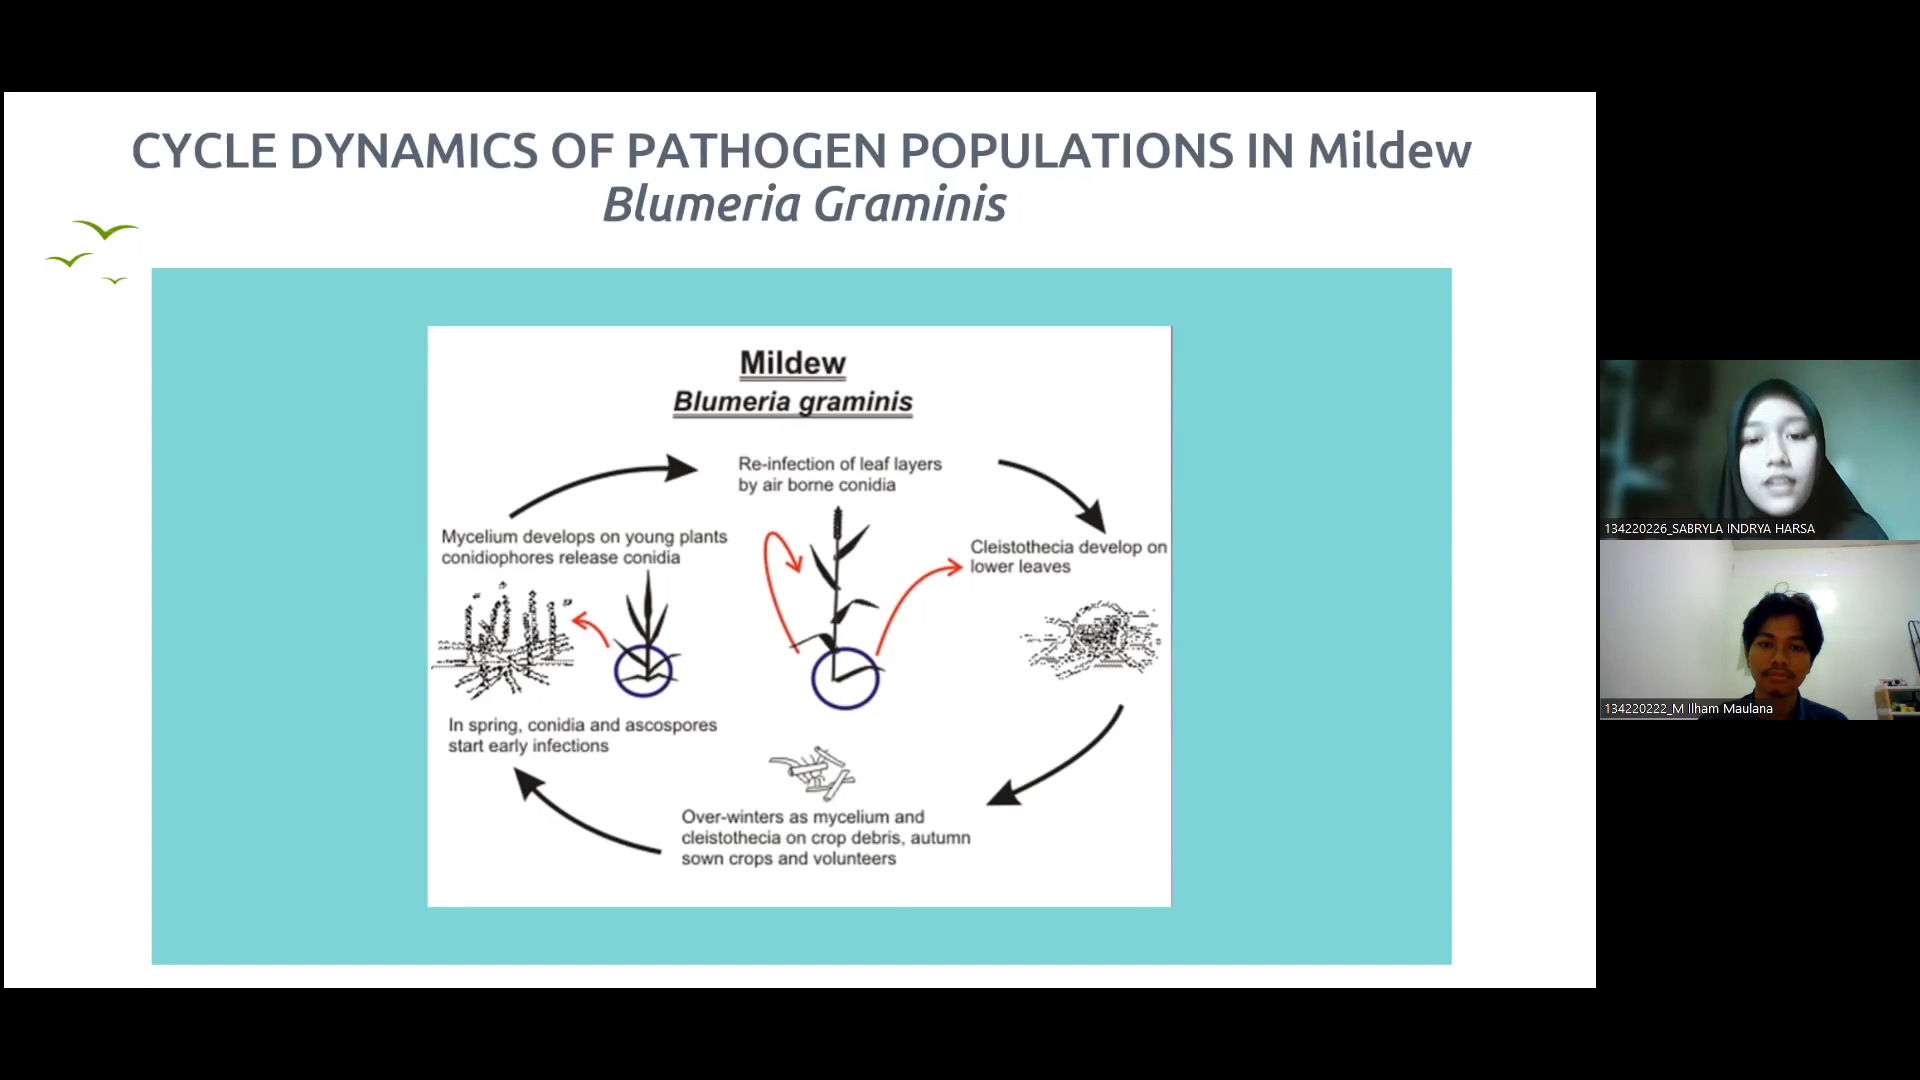 CYCLE DYNAMICS OF PATHOGEN POPULATIONS IN Mildew
Blumeria Graminis
Mildew
Blumeria graminis
Re-infection of leaf layers
by air borne conidia
Mycelium develops on young plants
conidiophores release conidia
Cleistothecia develop on
lower leaves
In spring, conidia and ascospores
start early infections
Over-winters as mycelium and
cleistothecia on crop debris, autumn
sown crops and volunteers
134220226_SABRYLA INDRYA HARSA
134220222_M Ilham Maulana